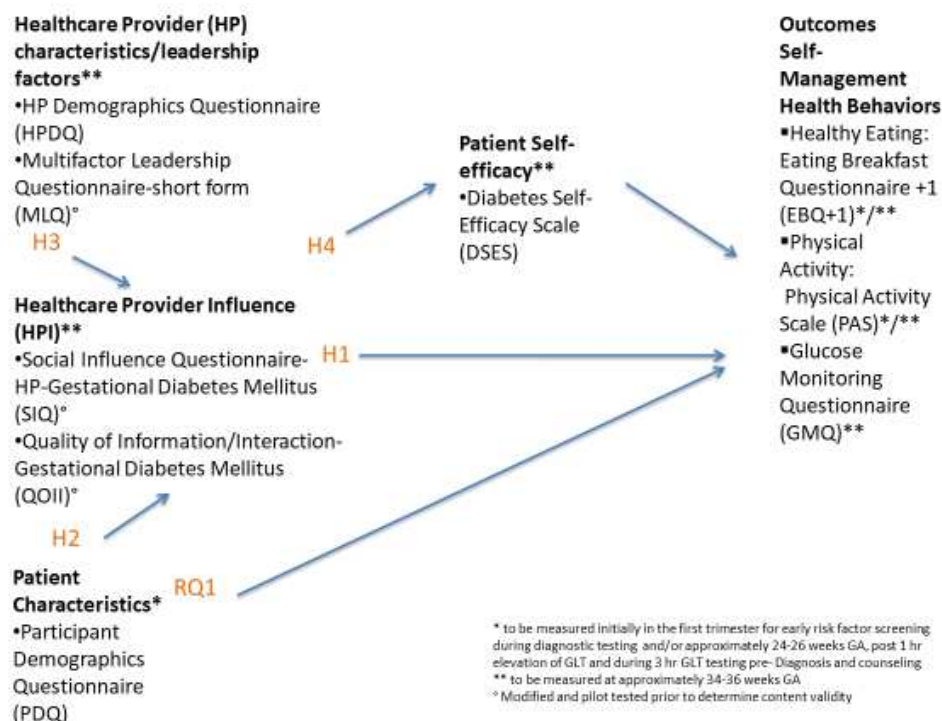 Healthcare Provider (HP)
characteristics/leadership
factors**
•HP Demographics Questionnaire
(HPDQ)
•Multifactor Leadership
Questionnaire-short form
(MLQ)°
H3
Healthcare Provider Influence
(HPI)**
•Social Influence Questionnaire-
HP-Gestational Diabetes Mellitus
(SIQ)°
•Quality of Information/Interaction-
Gestational Diabetes Mellitus
(QOII)°
H2
Patient
Characteristics*
•Participant
Demographics
Questionnaire
(PDQ)
RQ1
H1
H4
Patient Self-
efficacy**
•Diabetes Self-
Efficacy Scale
(DSES)
Outcomes
Self-
Management
Health Behaviors
▪Healthy Eating:
Eating Breakfast
Questionnaire +1
(EBQ+1)*/**
▪Physical
Activity:
Physical Activity
Scale (PAS)*/**
▪Glucose
Monitoring
Questionnaire
(GMQ)**
* to be measured initially in the first trimester for early risk factor screening
during diagnostic testing and/or approximately 24-26 weeks GA, post 1 hr
elevation of GLT and during 3 hr GLT testing pre- Diagnosis and counseling
** to be measured at approximately 34-36 weeks GA
° Modified and pilot tested prior to determine content validity